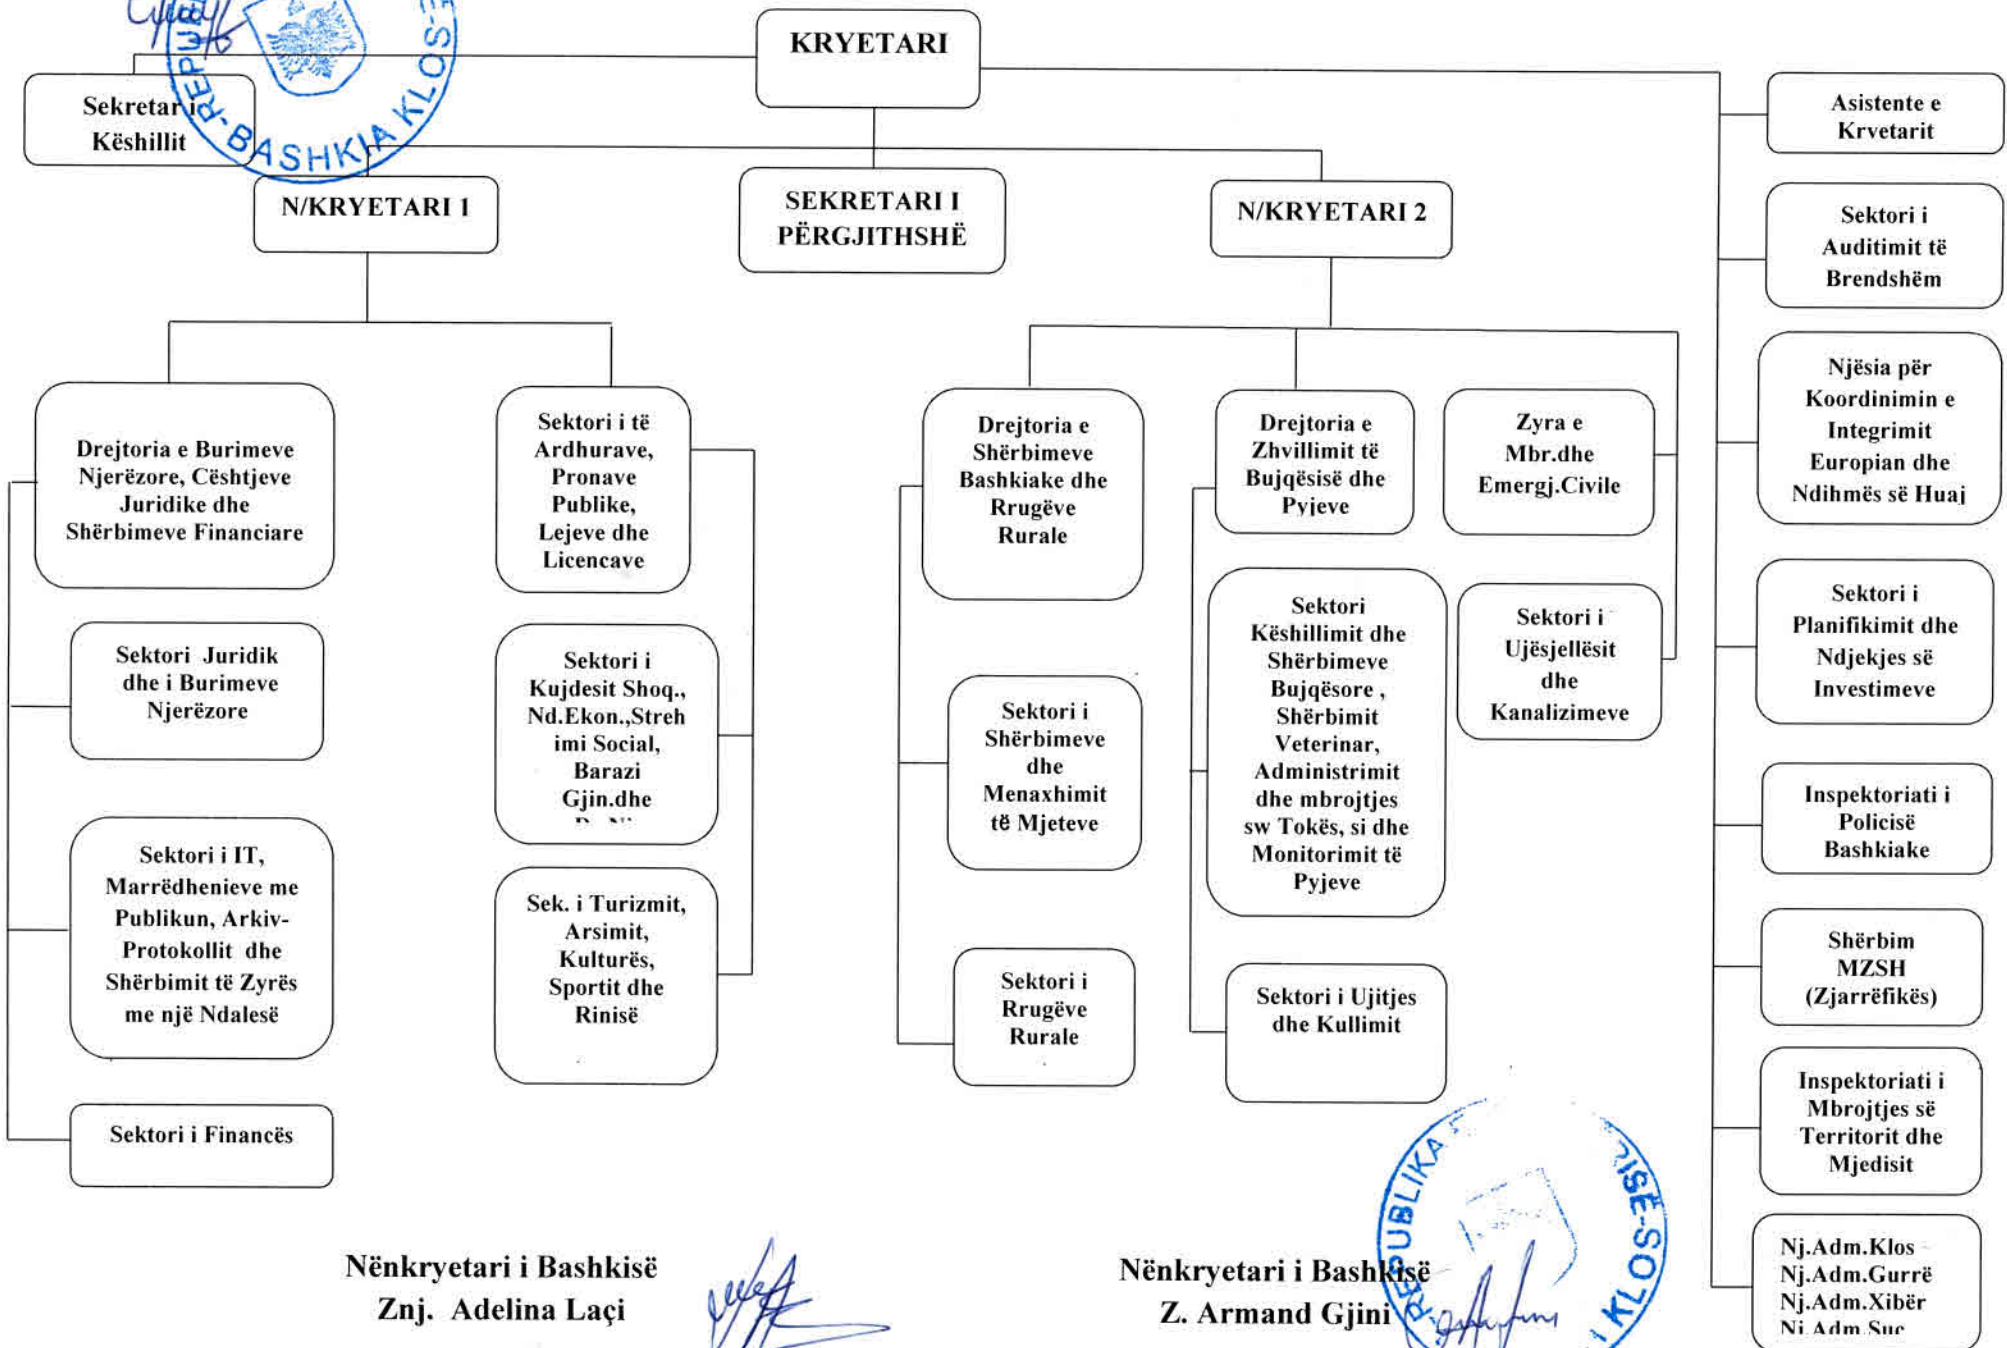 KRYETARI
Sekretar i
Këshillit
REPUB
BASHKIA KLOS
N/KRYETARI 1
SEKRETARI I
PËRGJITHSHË
N/KRYETARI 2
Drejtoria e Burimeve
Njerëzore, Cështjeve
Juridike dhe
Shërbimeve Financiare
Sektori Juridik
dhe i Burimeve
Njerëzore
Sektori i IT,
Marrëdhenieve me
Publikun, Arkiv-
Protokollit dhe
Shërbimit të Zyrës
me një Ndalesë
Sektori i Financës
Sektori i të
Ardhurave,
Pronave
Publike,
Lejeve dhe
Licencave
Sektori i
Kujdesit Shoq.,
Nd.Ekon.,Streh
imi Social,
Barazi
Gjin.dhe
Sek. i Turizmit,
Arsimit,
Kulturës,
Sportit dhe
Rinisë
Drejtoria e
Shërbimeve
Bashkiake dhe
Rrugëve
Rurale
Sektori i
Shërbimeve
dhe
Menaxhimit
të Mjeteve
Sektori i
Rrugëve
Rurale
Drejtoria e
Zhvillimit të
Bujqësisë dhe
Pyjeve
Sektori
Këshillimit dhe
Shërbimeve
Bujqësore ,
Shërbimit
Veterinar,
Administrimit
dhe mbrojtjes
sw Tokës, si dhe
Monitorimit të
Pyjeve
Sektori i Ujitjes
dhe Kullimit
Zyra e
Mbr.dhe
Emergj.Civile
Sektori i
Ujësjellësit
dhe
Kanalizimeve
Asistente e
Krvetarit
Sektori i
Auditimit të
Brendshëm
Njësia për
Koordinimin e
Integrimit
Europian dhe
Ndihmës së Huaj
Sektori i
Planifikimit dhe
Ndjekjes së
Investimeve
Inspektoriati i
Policisë
Bashkiake
Shërbim
MZSH
(Zjarrëfikës)
Inspektoriati i
Mbrojtjes së
Territorit dhe
Mjedisit
Nj.Adm.Klos
Nj.Adm.Gurrë
Nj.Adm.Xibër
Nj.Adm.Suç
Nënkryetari i Bashkisë
Znj. Adelina Laçi
Nënkryetari i Bashkisë
Z. Armand Gjini
REPUBLIKA
KLOS